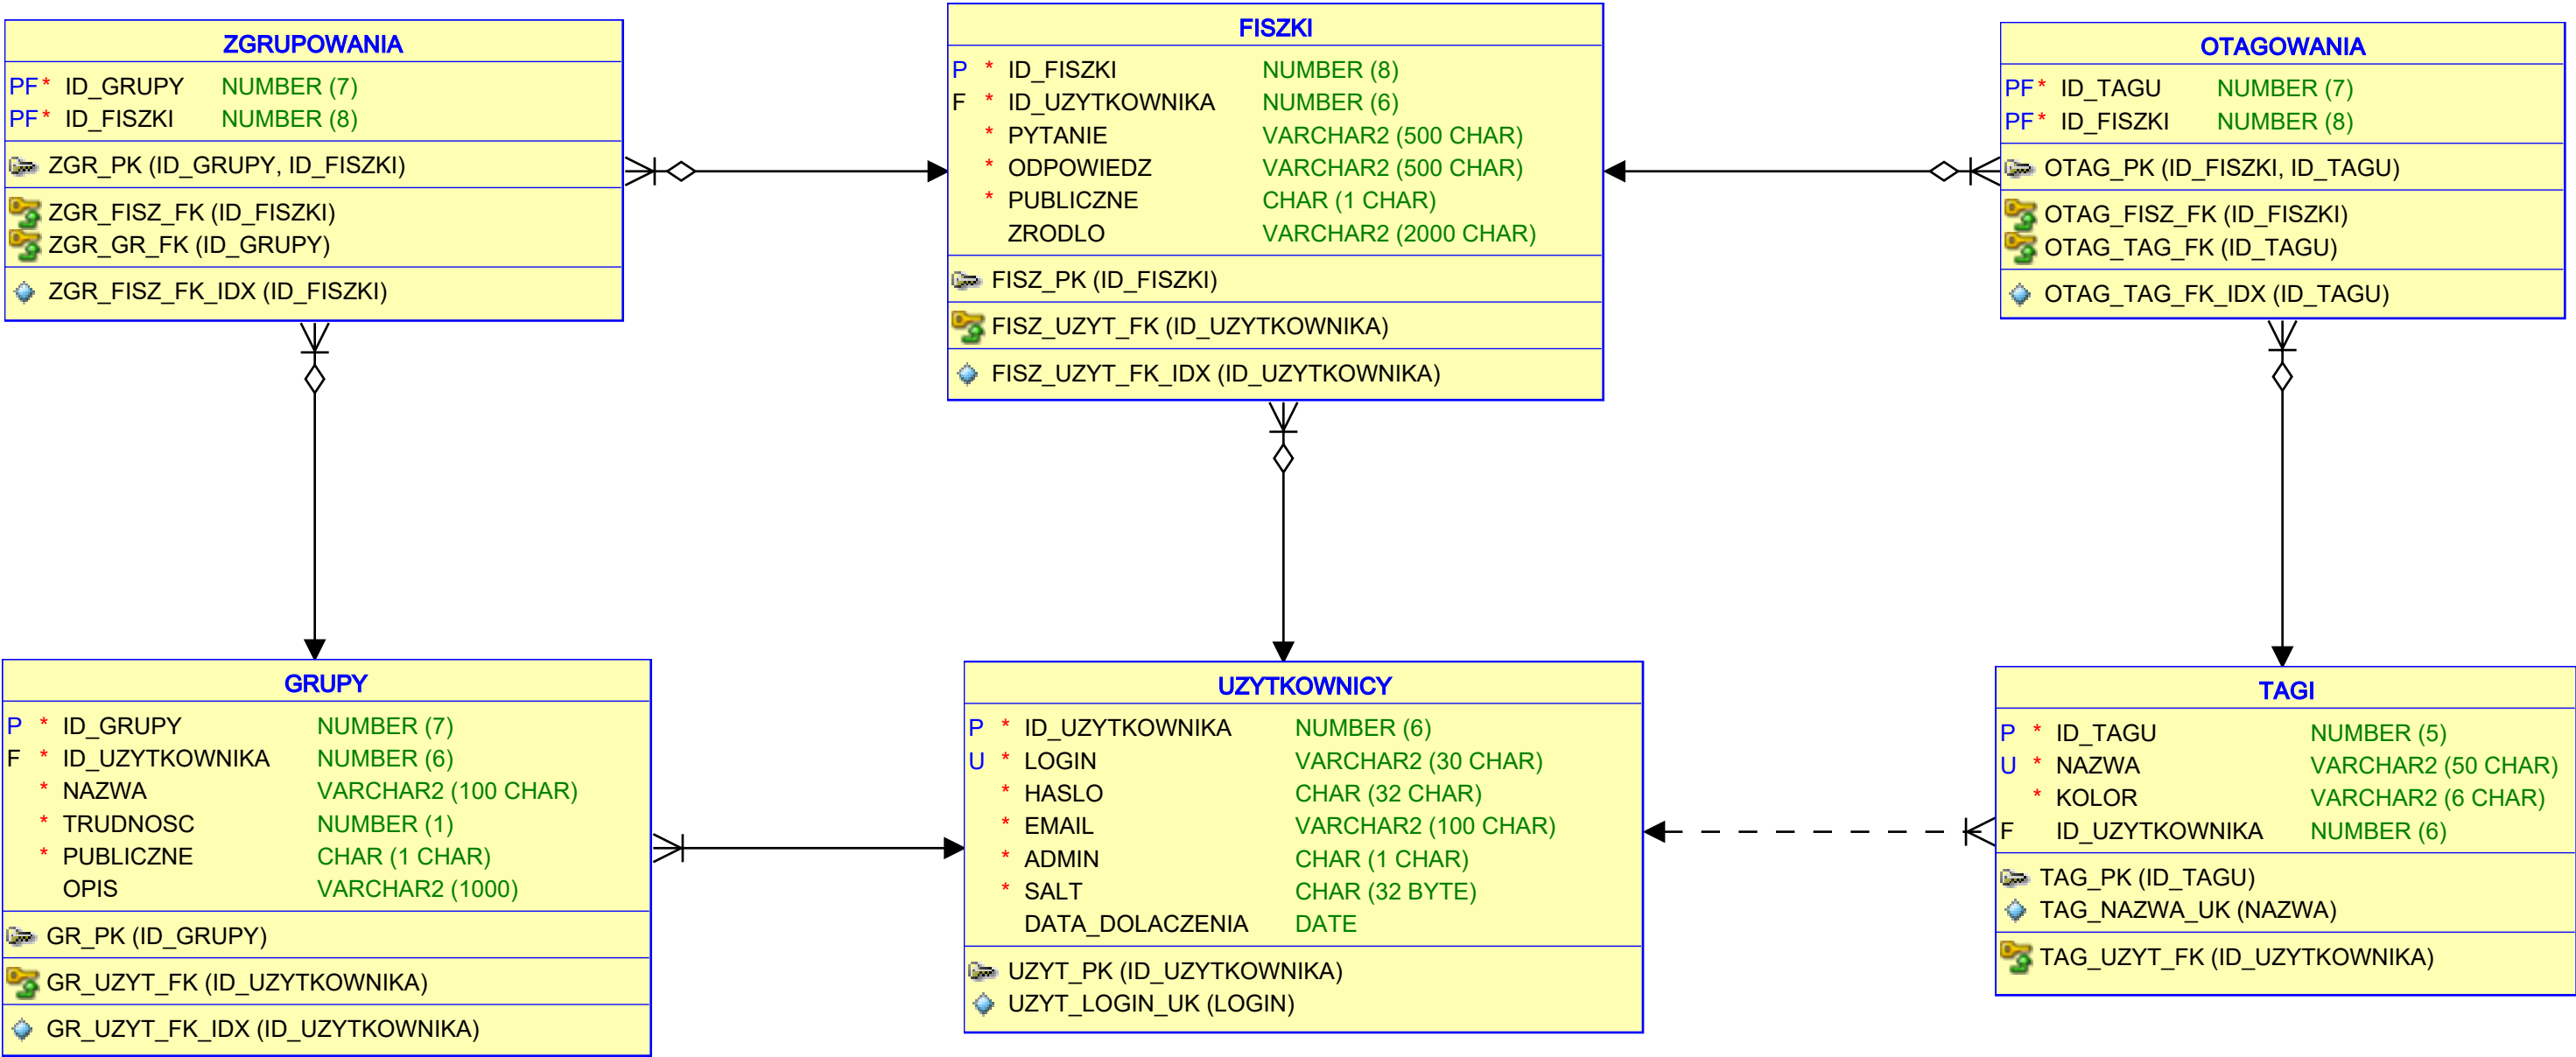 ZGRUPOWANIA
PF * ID_GRUPY NUMBER (7)
PF * ID_FISZKI NUMBER (8)
ZGR_PK (ID_GRUPY, ID_FISZKI)
ZGR_FISZ_FK (ID_FISZKI)
ZGR_GR_FK (ID_GRUPY)
ZGR_FISZ_FK_IDX (ID_FISZKI)
FISZKI
P * ID_FISZKI NUMBER (8)
F * ID_UZYTKOWNIKA NUMBER (6)
* PYTANIE VARCHAR2 (500 CHAR)
* ODPOWIEDZ VARCHAR2 (500 CHAR)
* PUBLICZNE CHAR (1 CHAR)
ZRODLO VARCHAR2 (2000 CHAR)
FISZ_PK (ID_FISZKI)
FISZ_UZYT_FK (ID_UZYTKOWNIKA)
FISZ_UZYT_FK_IDX (ID_UZYTKOWNIKA)
OTAGOWANIA
PF * ID_TAGU NUMBER (7)
PF * ID_FISZKI NUMBER (8)
OTAG_PK (ID_FISZKI, ID_TAGU)
OTAG_FISZ_FK (ID_FISZKI)
OTAG_TAG_FK (ID_TAGU)
OTAG_TAG_FK_IDX (ID_TAGU)
GRUPY
P * ID_GRUPY NUMBER (7)
F * ID_UZYTKOWNIKA NUMBER (6)
* NAZWA VARCHAR2 (100 CHAR)
* TRUDNOSC NUMBER (1)
* PUBLICZNE CHAR (1 CHAR)
OPIS VARCHAR2 (1000)
GR_PK (ID_GRUPY)
GR_UZYT_FK (ID_UZYTKOWNIKA)
GR_UZYT_FK_IDX (ID_UZYTKOWNIKA)
UZYTKOWNICY
P * ID_UZYTKOWNIKA NUMBER (6)
U * LOGIN VARCHAR2 (30 CHAR)
* HASLO CHAR (32 CHAR)
* EMAIL VARCHAR2 (100 CHAR)
* ADMIN CHAR (1 CHAR)
* SALT CHAR (32 BYTE)
DATA_DOLACZENIA DATE
UZYT_PK (ID_UZYTKOWNIKA)
UZYT_LOGIN_UK (LOGIN)
TAGI
P * ID_TAGU NUMBER (5)
U * NAZWA VARCHAR2 (50 CHAR)
* KOLOR VARCHAR2 (6 CHAR)
F ID_UZYTKOWNIKA NUMBER (6)
TAG_PK (ID_TAGU)
TAG_NAZWA_UK (NAZWA)
TAG_UZYT_FK (ID_UZYTKOWNIKA)